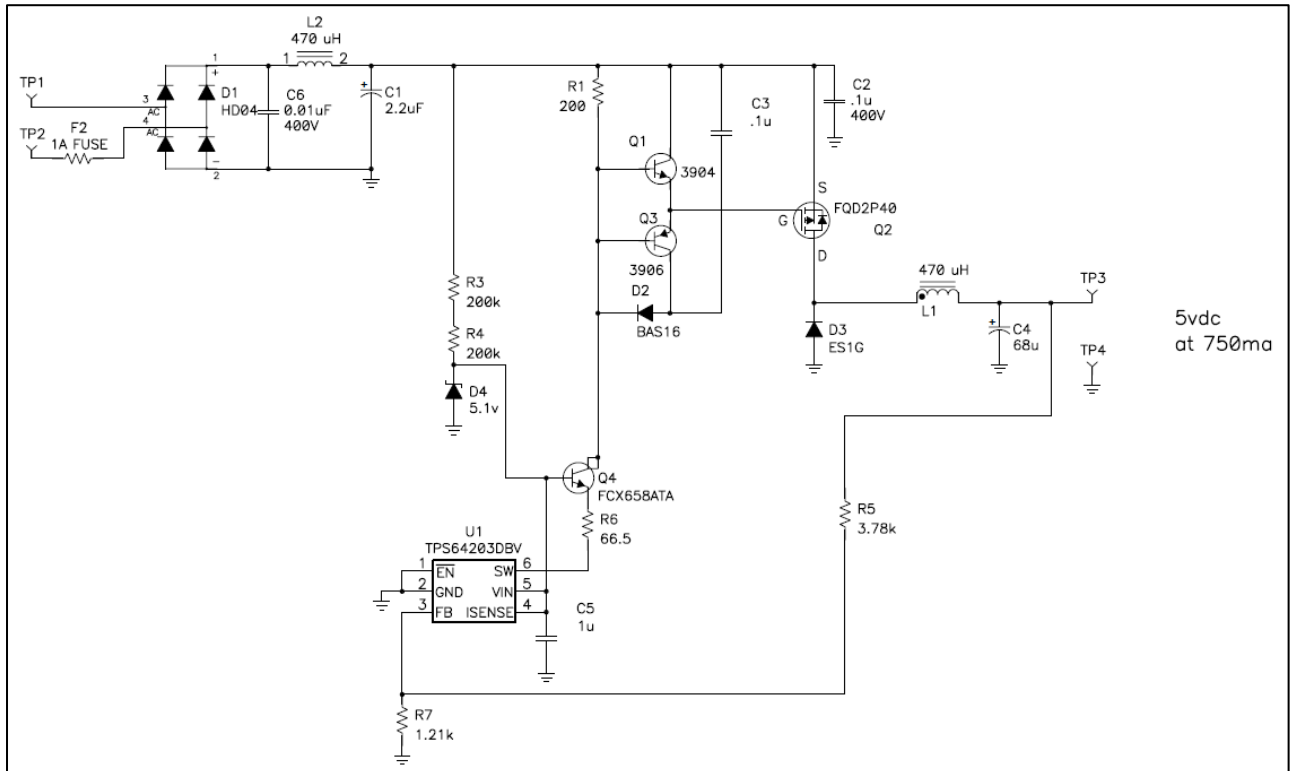 L2
470 uH
1
2
1
+
TP1
3
AC
D1
HD04
C6
0.01uF
400V
+
C1
2.2uF
R1
200
C3
.1u
C2
.1u
400V
TP2
4
AC
F2
1A FUSE
−
2
Q1
3904
Q3
3906
S
FQD2P40
G
Q2
D
D2
BAS16
R3
200k
R4
200k
D4
5.1v
470 uH
L1
TP3
D3
ES1G
+
C4
68u
TP4
5vdc
at 750ma
Q4
FCX658ATA
R6
66.5
R5
3.78k
U1
TPS64203DBV
1 EN SW 6
2 GND VIN 5
3 FB ISENSE 4
C5
1u
R7
1.21k